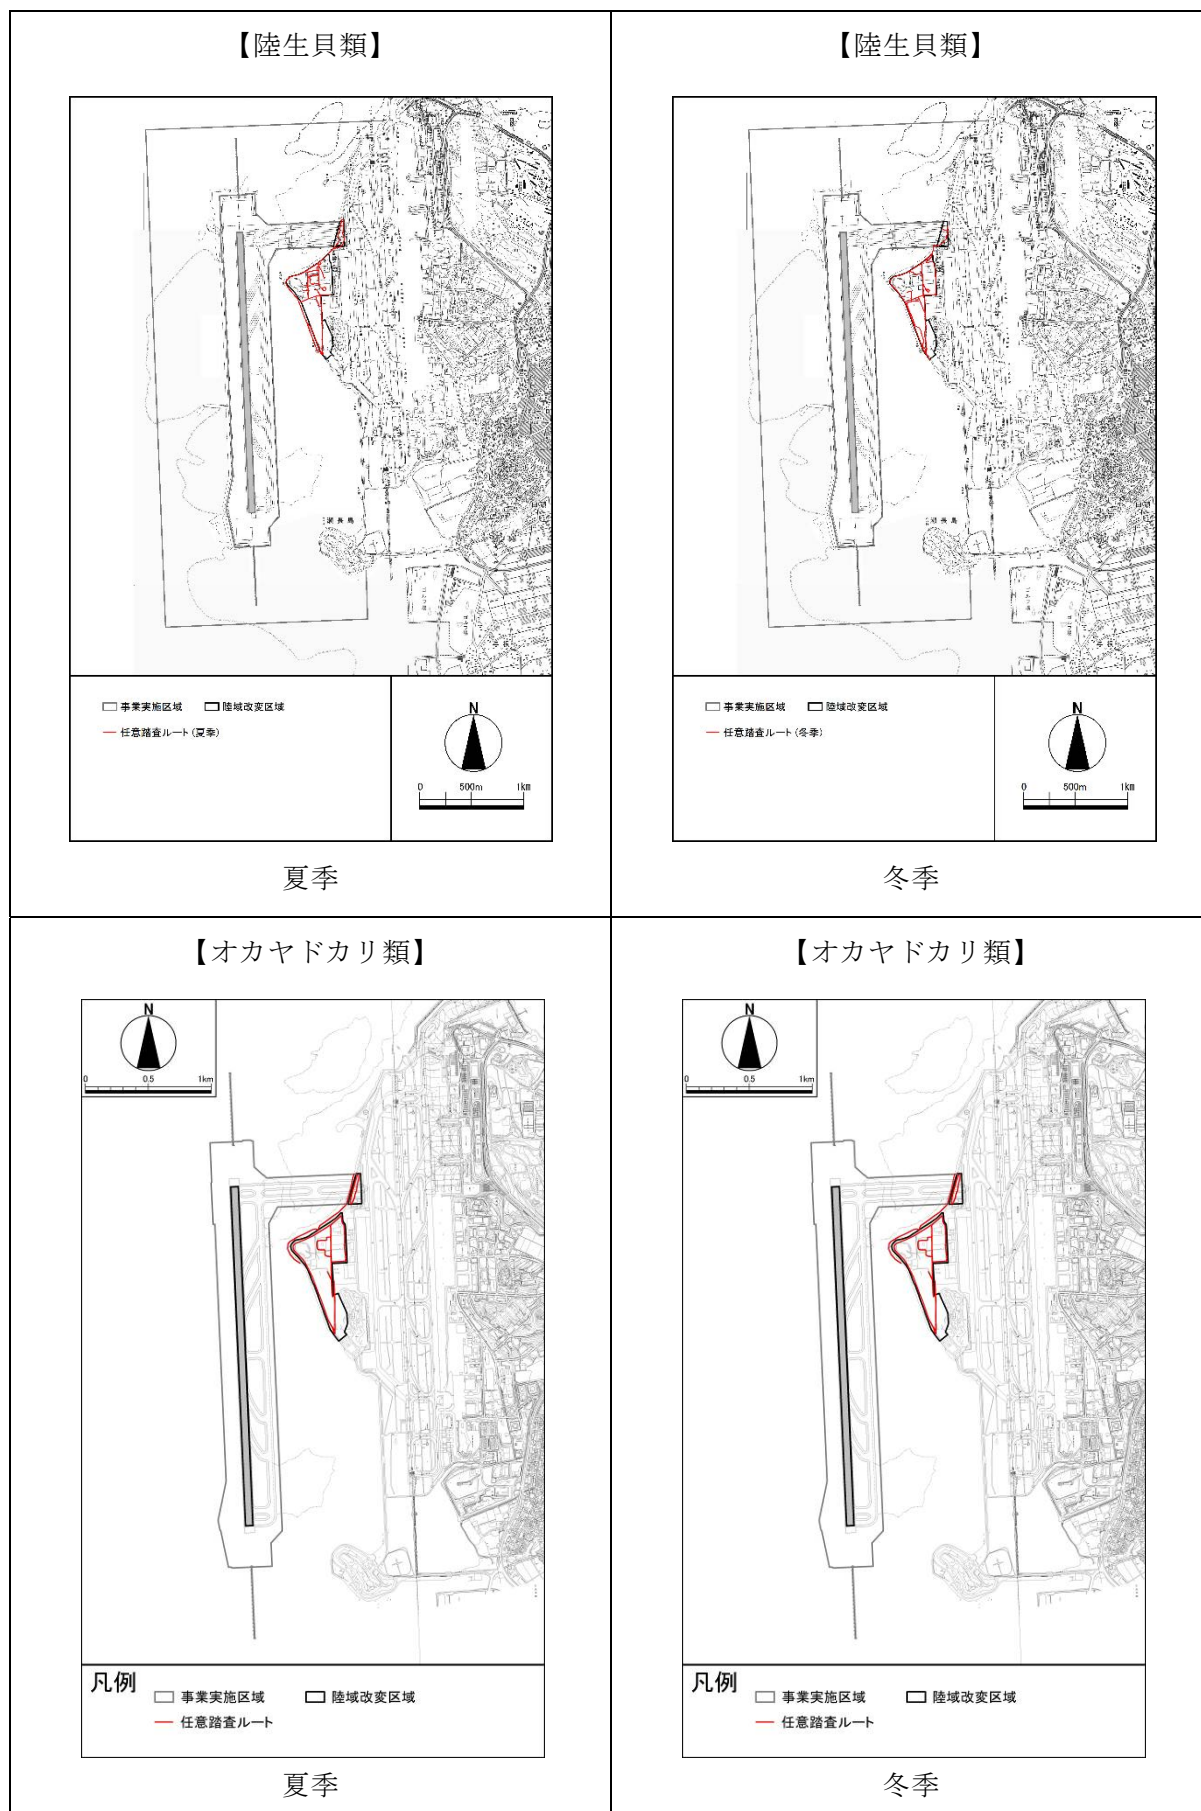 【陸生貝類】
瀬長島
事業実施区域 陸域改変区域
任意踏査ルート(夏季)
N
0 500m 1km
夏季
【陸生貝類】
瀬長島
事業実施区域 陸域改変区域
任意踏査ルート(冬季)
N
0 500m 1km
冬季
【オカヤドカリ類】
N
0 0.5 1km
凡例
事業実施区域 陸域改変区域
任意踏査ルート
夏季
【オカヤドカリ類】
N
0 0.5 1km
凡例
事業実施区域 陸域改変区域
任意踏査ルート
冬季